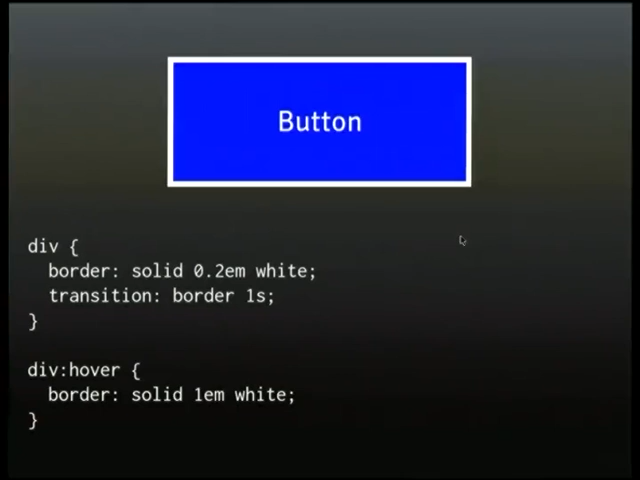 Button
div {
  border: solid 0.2em white;
  transition: border 1s;
}
div:hover {
  border: solid 1em white;
}